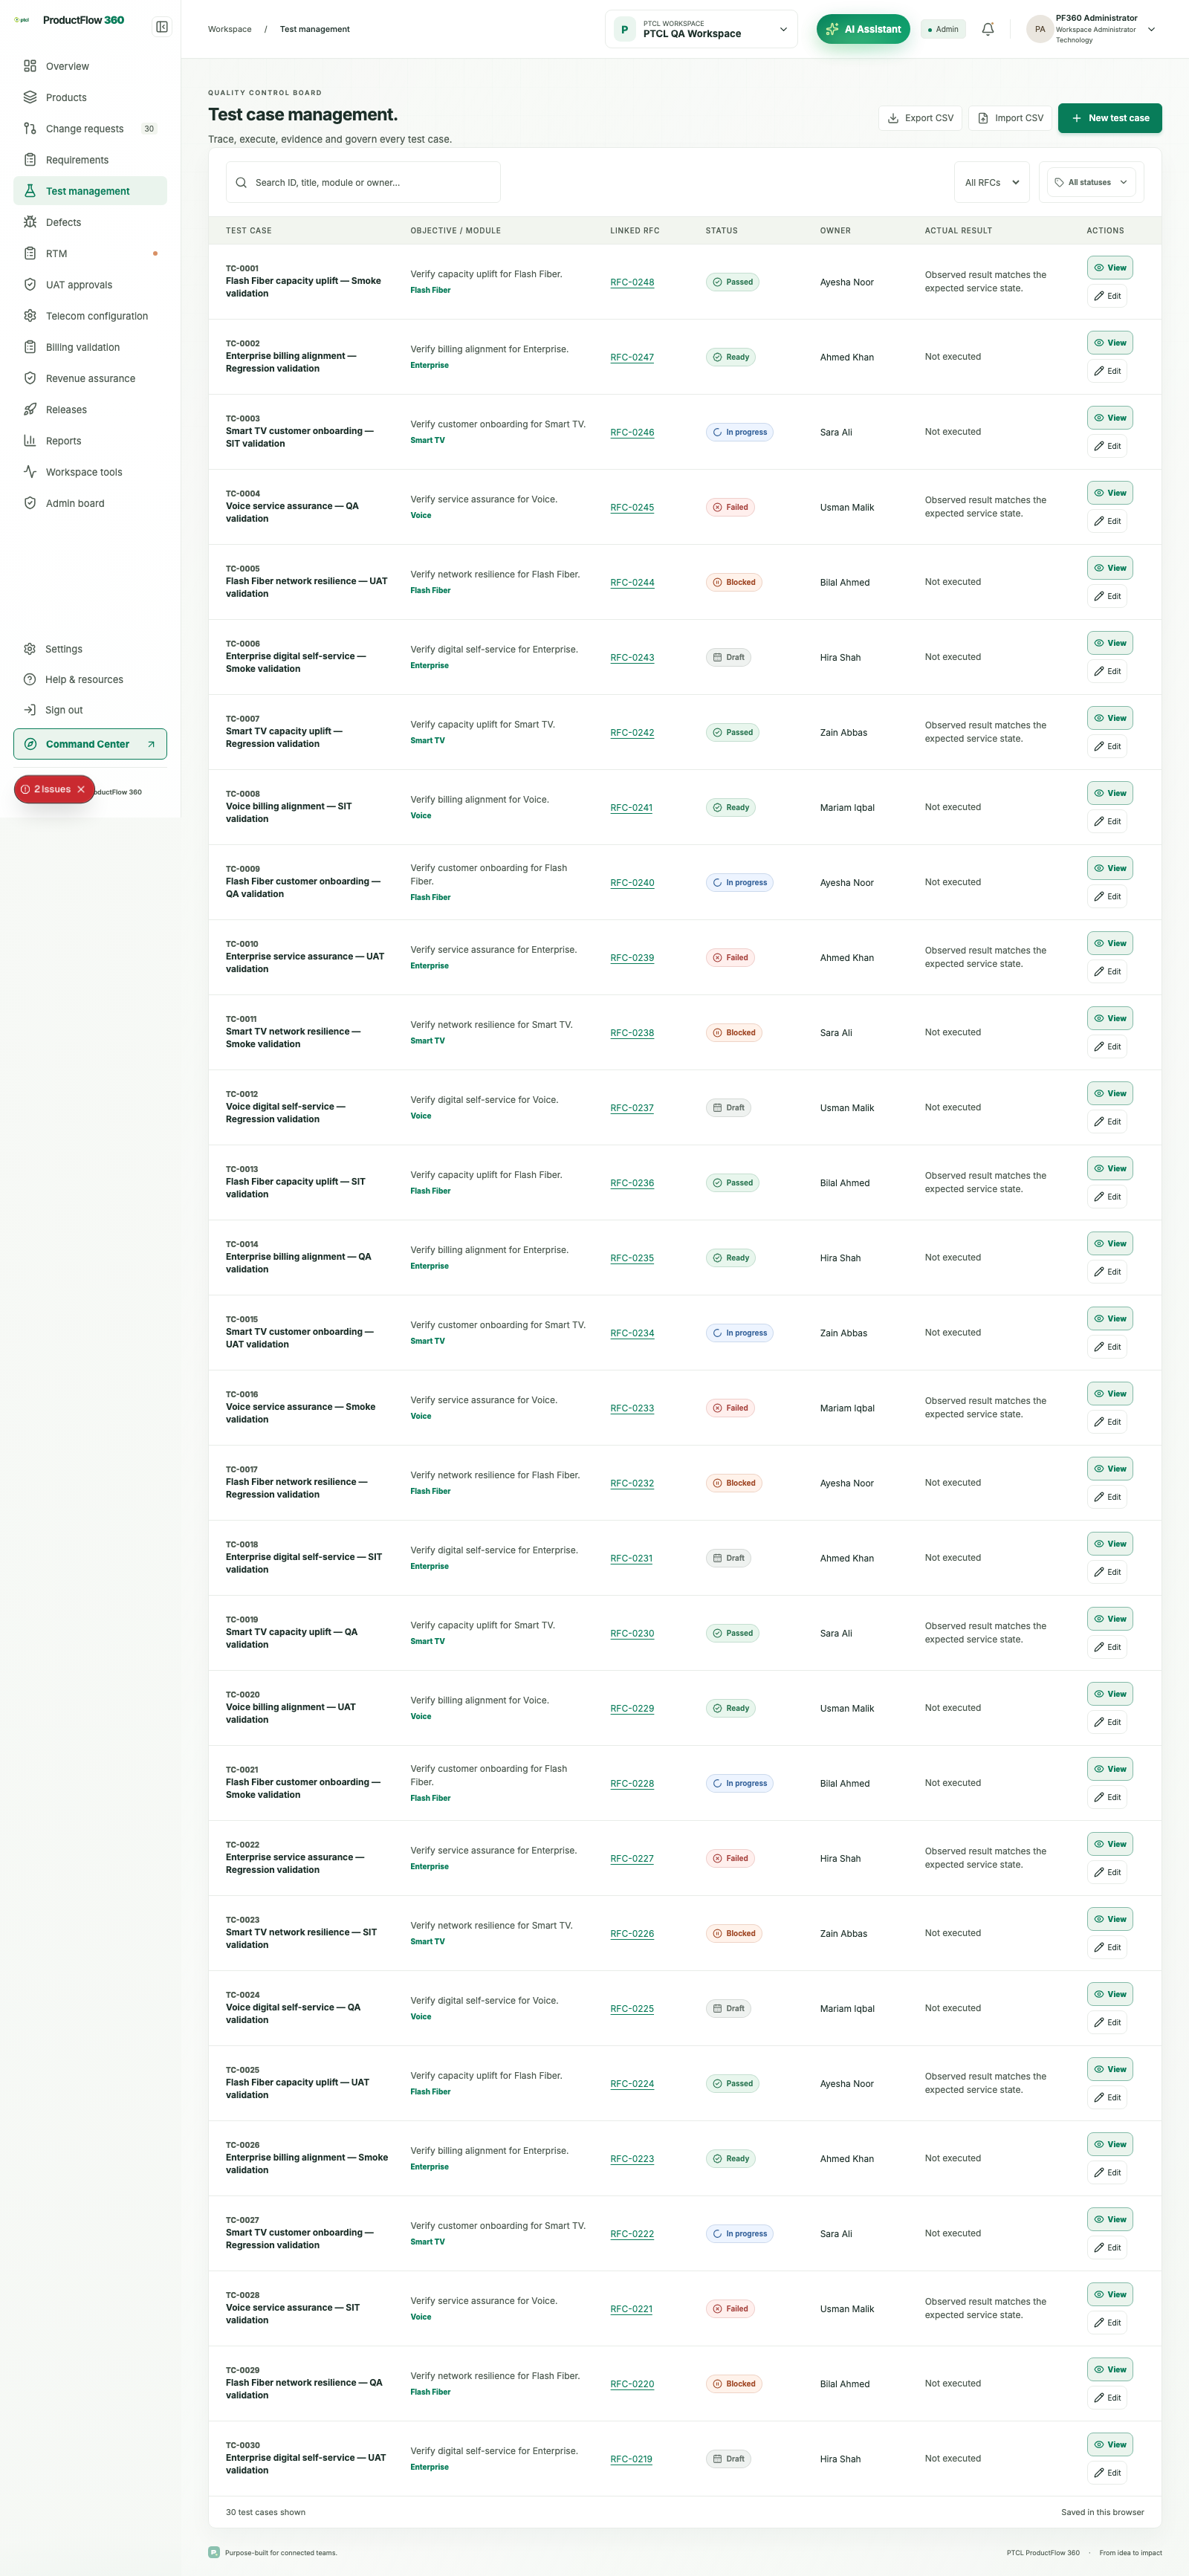 ptcl
ProductFlow 360
Overview
Products
Change requests 30
Requirements
Test management
Defects
RTM
UAT approvals
Telecom configuration
Billing validation
Revenue assurance
Releases
Reports
Workspace tools
Admin board
Settings
Help & resources
Sign out
Command Center
2 Issues
oductFlow 360
Workspace / Test management
P
PTCL WORKSPACE
PTCL QA Workspace
AI Assistant
Admin
PA
PF360 Administrator
Workspace Administrator
Technology
QUALITY CONTROL BOARD
Test case management.
Trace, execute, evidence and govern every test case.
Export CSV
Import CSV
New test case
Search ID, title, module or owner...
All RFCs
All statuses
TEST CASE OBJECTIVE / MODULE LINKED RFC STATUS OWNER ACTUAL RESULT ACTIONS
TC-0001
Flash Fiber capacity uplift — Smoke
validation
Verify capacity uplift for Flash Fiber.
Flash Fiber
RFC-0248
Passed
Ayesha Noor
Observed result matches the
expected service state.
View
Edit
TC-0002
Enterprise billing alignment —
Regression validation
Verify billing alignment for Enterprise.
Enterprise
RFC-0247
Ready
Ahmed Khan
Not executed
View
Edit
TC-0003
Smart TV customer onboarding —
SIT validation
Verify customer onboarding for Smart TV.
Smart TV
RFC-0246
In progress
Sara Ali
Not executed
View
Edit
TC-0004
Voice service assurance — QA
validation
Verify service assurance for Voice.
Voice
RFC-0245
Failed
Usman Malik
Observed result matches the
expected service state.
View
Edit
TC-0005
Flash Fiber network resilience — UAT
validation
Verify network resilience for Flash Fiber.
Flash Fiber
RFC-0244
Blocked
Bilal Ahmed
Not executed
View
Edit
TC-0006
Enterprise digital self-service —
Smoke validation
Verify digital self-service for Enterprise.
Enterprise
RFC-0243
Draft
Hira Shah
Not executed
View
Edit
TC-0007
Smart TV capacity uplift —
Regression validation
Verify capacity uplift for Smart TV.
Smart TV
RFC-0242
Passed
Zain Abbas
Observed result matches the
expected service state.
View
Edit
TC-0008
Voice billing alignment — SIT
validation
Verify billing alignment for Voice.
Voice
RFC-0241
Ready
Mariam Iqbal
Not executed
View
Edit
TC-0009
Flash Fiber customer onboarding —
QA validation
Verify customer onboarding for Flash
Fiber.
Flash Fiber
RFC-0240
In progress
Ayesha Noor
Not executed
View
Edit
TC-0010
Enterprise service assurance — UAT
validation
Verify service assurance for Enterprise.
Enterprise
RFC-0239
Failed
Ahmed Khan
Observed result matches the
expected service state.
View
Edit
TC-0011
Smart TV network resilience —
Smoke validation
Verify network resilience for Smart TV.
Smart TV
RFC-0238
Blocked
Sara Ali
Not executed
View
Edit
TC-0012
Voice digital self-service —
Regression validation
Verify digital self-service for Voice.
Voice
RFC-0237
Draft
Usman Malik
Not executed
View
Edit
TC-0013
Flash Fiber capacity uplift — SIT
validation
Verify capacity uplift for Flash Fiber.
Flash Fiber
RFC-0236
Passed
Bilal Ahmed
Observed result matches the
expected service state.
View
Edit
TC-0014
Enterprise billing alignment — QA
validation
Verify billing alignment for Enterprise.
Enterprise
RFC-0235
Ready
Hira Shah
Not executed
View
Edit
TC-0015
Smart TV customer onboarding —
UAT validation
Verify customer onboarding for Smart TV.
Smart TV
RFC-0234
In progress
Zain Abbas
Not executed
View
Edit
TC-0016
Voice service assurance — Smoke
validation
Verify service assurance for Voice.
Voice
RFC-0233
Failed
Mariam Iqbal
Observed result matches the
expected service state.
View
Edit
TC-0017
Flash Fiber network resilience —
Regression validation
Verify network resilience for Flash Fiber.
Flash Fiber
RFC-0232
Blocked
Ayesha Noor
Not executed
View
Edit
TC-0018
Enterprise digital self-service — SIT
validation
Verify digital self-service for Enterprise.
Enterprise
RFC-0231
Draft
Ahmed Khan
Not executed
View
Edit
TC-0019
Smart TV capacity uplift — QA
validation
Verify capacity uplift for Smart TV.
Smart TV
RFC-0230
Passed
Sara Ali
Observed result matches the
expected service state.
View
Edit
TC-0020
Voice billing alignment — UAT
validation
Verify billing alignment for Voice.
Voice
RFC-0229
Ready
Usman Malik
Not executed
View
Edit
TC-0021
Flash Fiber customer onboarding —
Smoke validation
Verify customer onboarding for Flash
Fiber.
Flash Fiber
RFC-0228
In progress
Bilal Ahmed
Not executed
View
Edit
TC-0022
Enterprise service assurance —
Regression validation
Verify service assurance for Enterprise.
Enterprise
RFC-0227
Failed
Hira Shah
Observed result matches the
expected service state.
View
Edit
TC-0023
Smart TV network resilience — SIT
validation
Verify network resilience for Smart TV.
Smart TV
RFC-0226
Blocked
Zain Abbas
Not executed
View
Edit
TC-0024
Voice digital self-service — QA
validation
Verify digital self-service for Voice.
Voice
RFC-0225
Draft
Mariam Iqbal
Not executed
View
Edit
TC-0025
Flash Fiber capacity uplift — UAT
validation
Verify capacity uplift for Flash Fiber.
Flash Fiber
RFC-0224
Passed
Ayesha Noor
Observed result matches the
expected service state.
View
Edit
TC-0026
Enterprise billing alignment — Smoke
validation
Verify billing alignment for Enterprise.
Enterprise
RFC-0223
Ready
Ahmed Khan
Not executed
View
Edit
TC-0027
Smart TV customer onboarding —
Regression validation
Verify customer onboarding for Smart TV.
Smart TV
RFC-0222
In progress
Sara Ali
Not executed
View
Edit
TC-0028
Voice service assurance — SIT
validation
Verify service assurance for Voice.
Voice
RFC-0221
Failed
Usman Malik
Observed result matches the
expected service state.
View
Edit
TC-0029
Flash Fiber network resilience — QA
validation
Verify network resilience for Flash Fiber.
Flash Fiber
RFC-0220
Blocked
Bilal Ahmed
Not executed
View
Edit
TC-0030
Enterprise digital self-service — UAT
validation
Verify digital self-service for Enterprise.
Enterprise
RFC-0219
Draft
Hira Shah
Not executed
View
Edit
30 test cases shown
Saved in this browser
P.
Purpose-built for connected teams.
PTCL ProductFlow 360 · From idea to impact